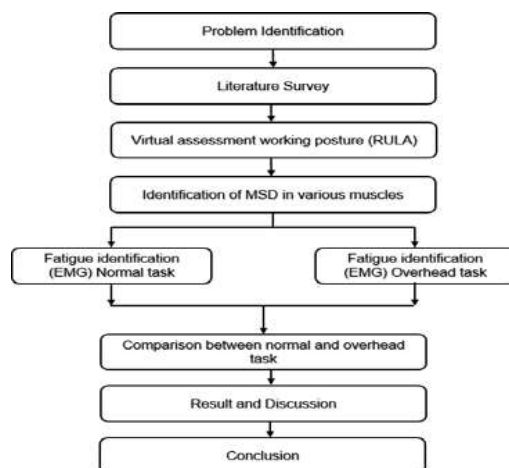 Problem Identification
Literature Survey
Virtual assessment working posture (RULA)
Identification of MSD in various muscles
Fatigue identification
(EMG) Normal task
Fatigue identification
(EMG) Overhead task
Comparison between normal and overhead
task
Result and Discussion
Conclusion